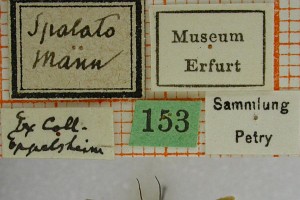 Spalato
Mann
Museum
Erfurt
Ex Coll.
Eppelsheim
153
Sammlung
Petry